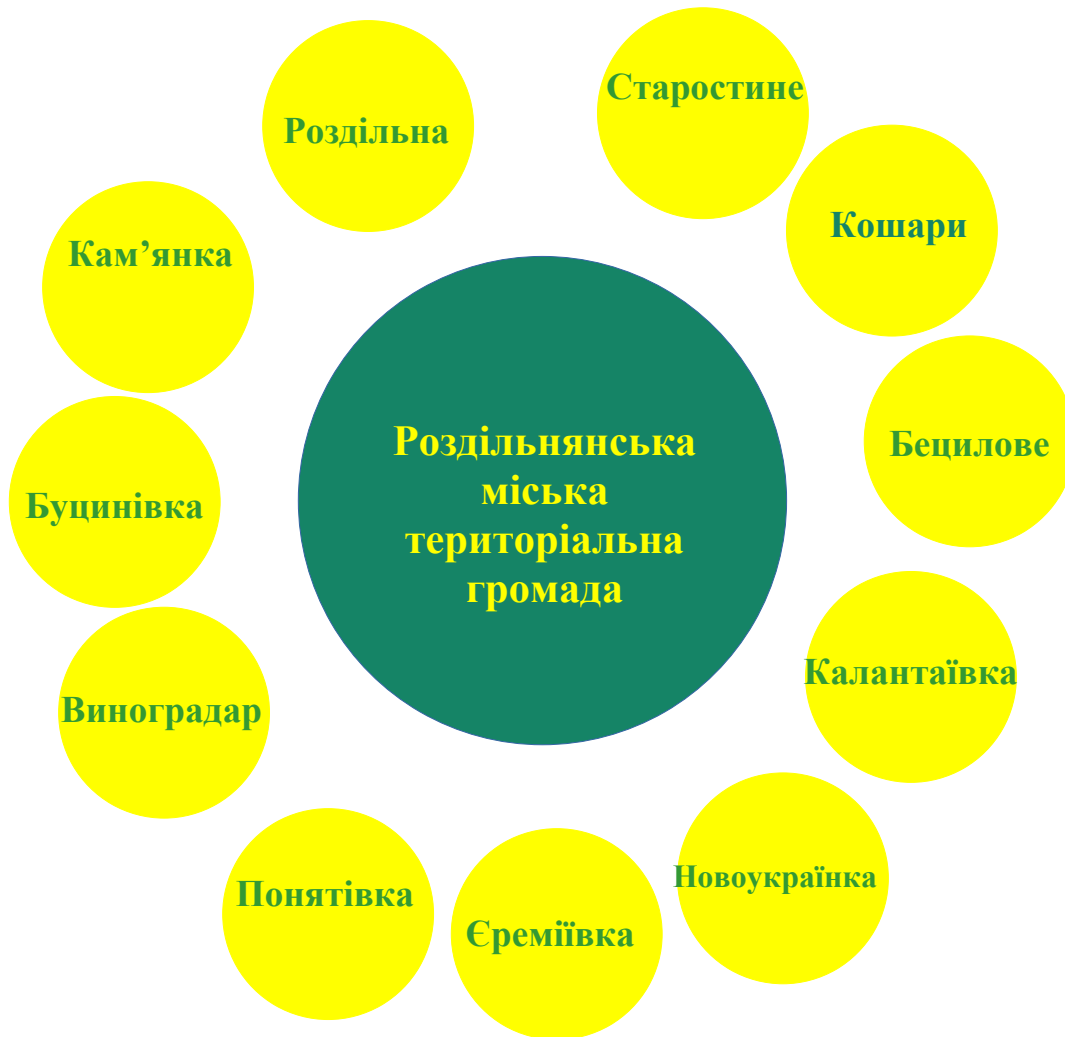 Старостине
Роздільна
Кошари
Кам’янка
Бецилове
Роздільнянська
міська
територіальна
громада
Буцинівка
Калантаївка
Виноградар
Новоукраїнка
Понятівка
Єреміївка